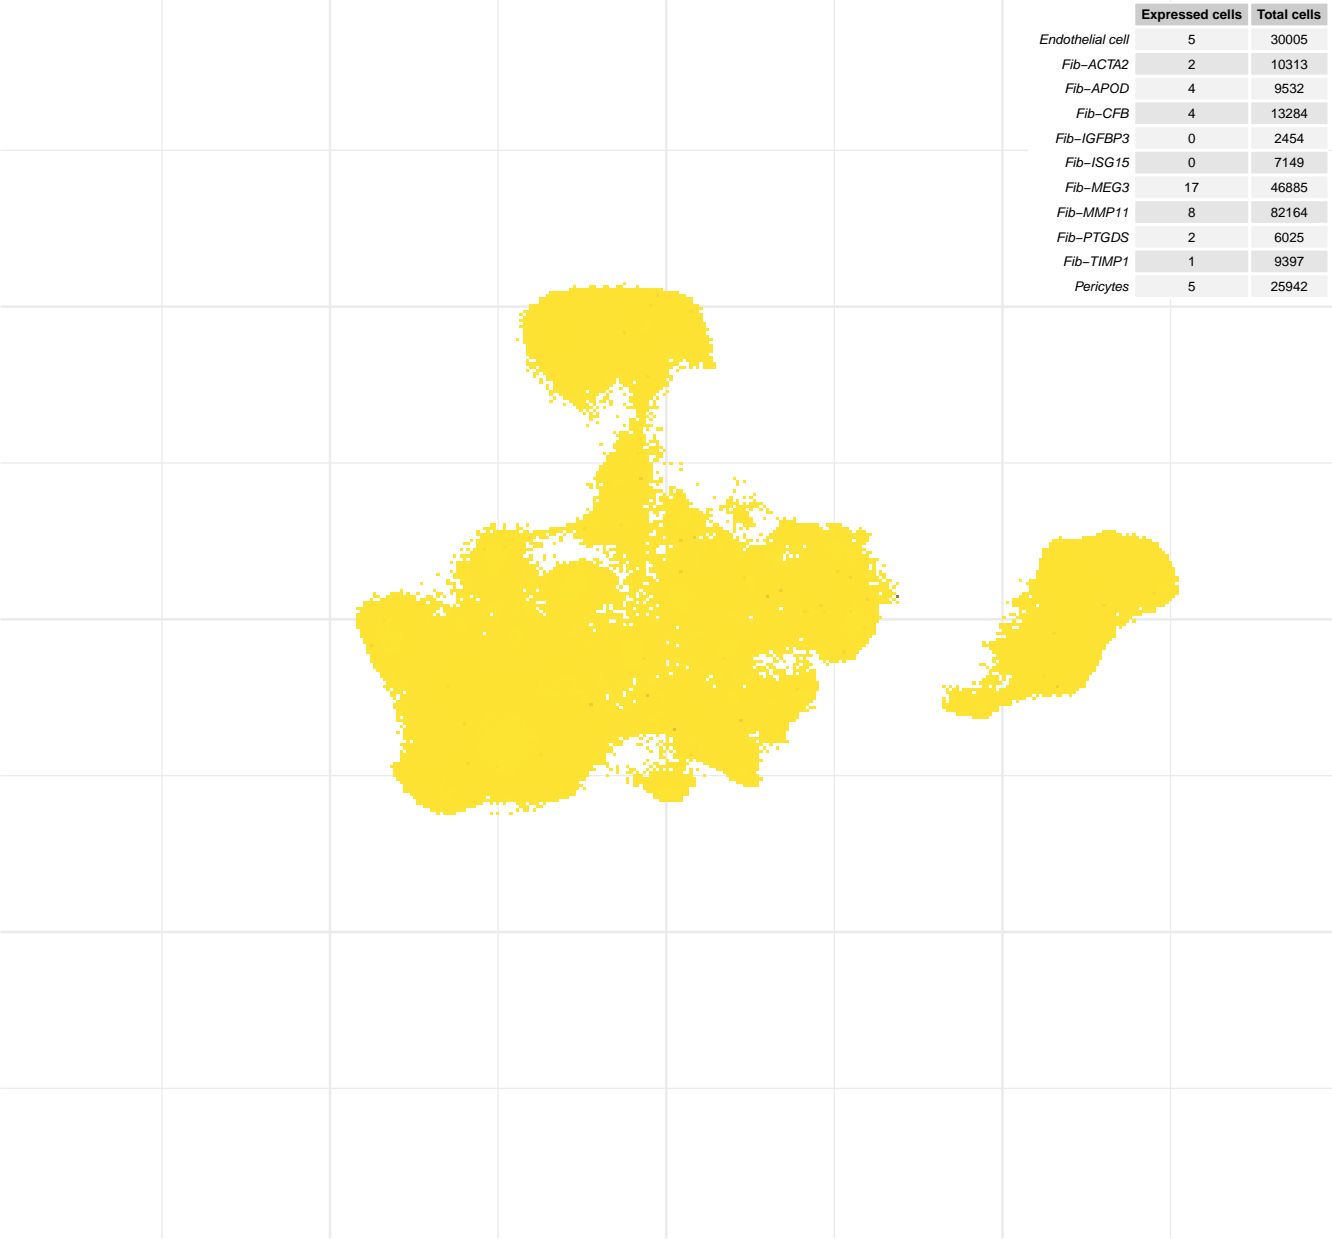 Expressed cells Total cells
Endothelial cell 5 30005
Fib−ACTA2 2 10313
Fib−APOD 4 9532
Fib−CFB 4 13284
Fib−IGFBP3 0 2454
Fib−ISG15 0 7149
Fib−MEG3 17 46885
Fib−MMP11 8 82164
Fib−PTGDS 2 6025
Fib−TIMP1 1 9397
Pericytes 5 25942